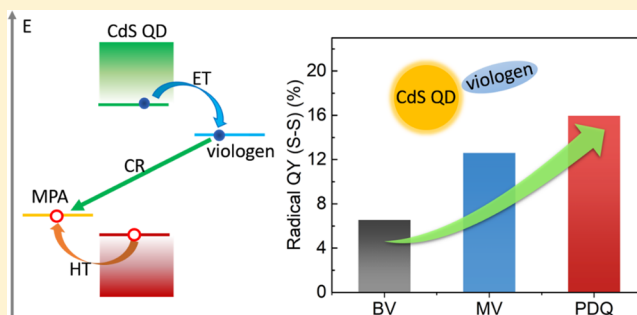 E
CdS QD
ET
viologen
CR
MPA
HT
Radical QY (S-S) (%)
20
16
12
8
4
0
CdS QD
viologen
BV MV PDQ